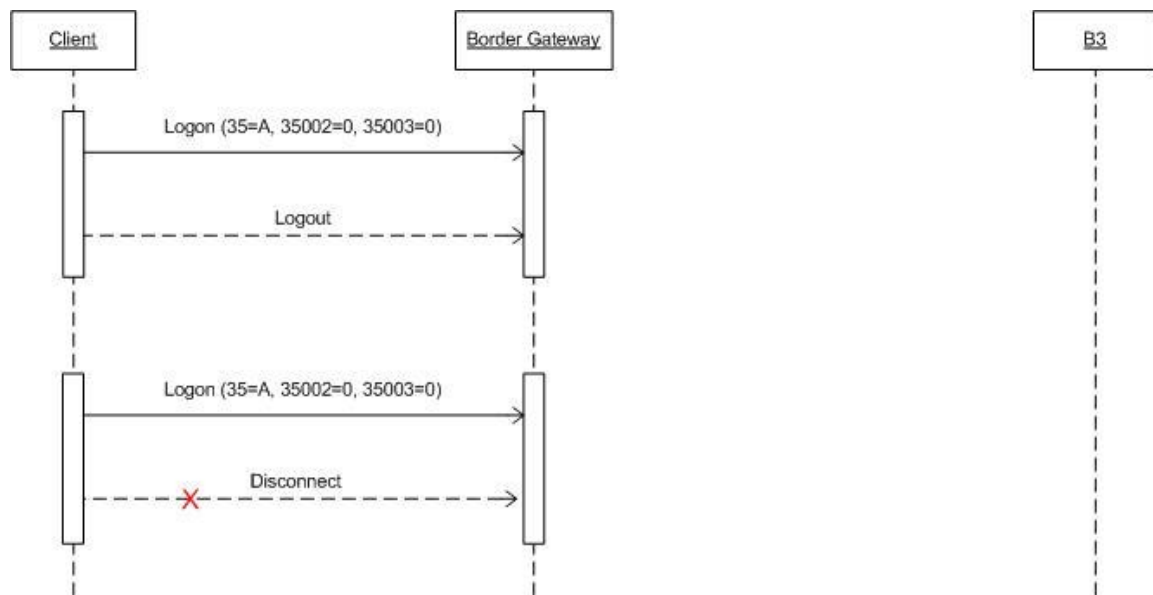 Client
Border Gateway
B3
Logon (35=A, 35002=0, 35003=0)
Logout
Logon (35=A, 35002=0, 35003=0)
Disconnect